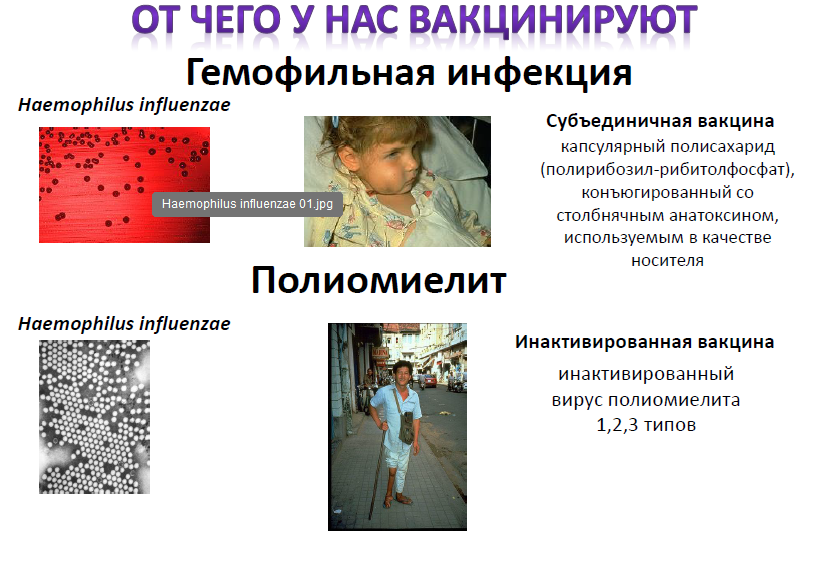 ОТ ЧЕГО У НАС ВАКЦИНИРУЮТ
Гемофильная инфекция
Haemophilus influenzae
Haemophilus influenzae 01.jpg
Субъединичная вакцина
капсулярный полисахарид
(полирибозил-рибитолфосфат),
конъюгированный со
столбнячным анатоксином,
используемым в качестве
носителя
Полиомиелит
Haemophilus influenzae
Инактивированная вакцина
инактивированный
вирус полиомиелита
1,2,3 типов